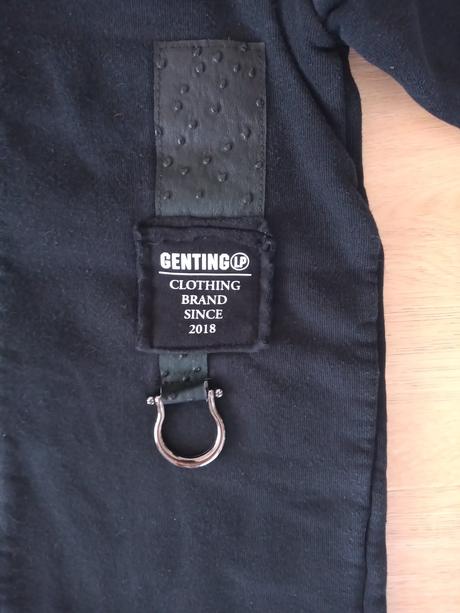 GENTING LP
CLOTHING
BRAND
SINCE
2018